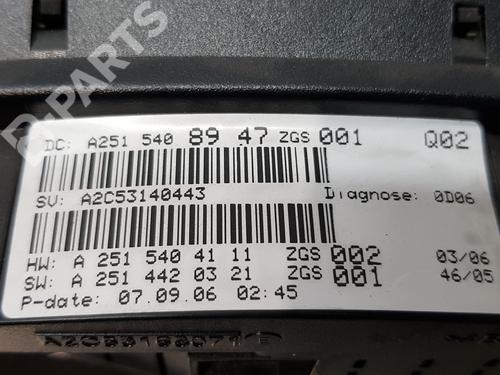 B-PARTS
DC: A251 540 89 47 ZGS 001 Q02
SV: A2C53140443 Diagnose: 0D06
HW: A 251 540 41 11 ZGS 002 03/06
SW: A 251 442 03 21 ZGS 001 46/05
P-date: 07.09.06 02:45